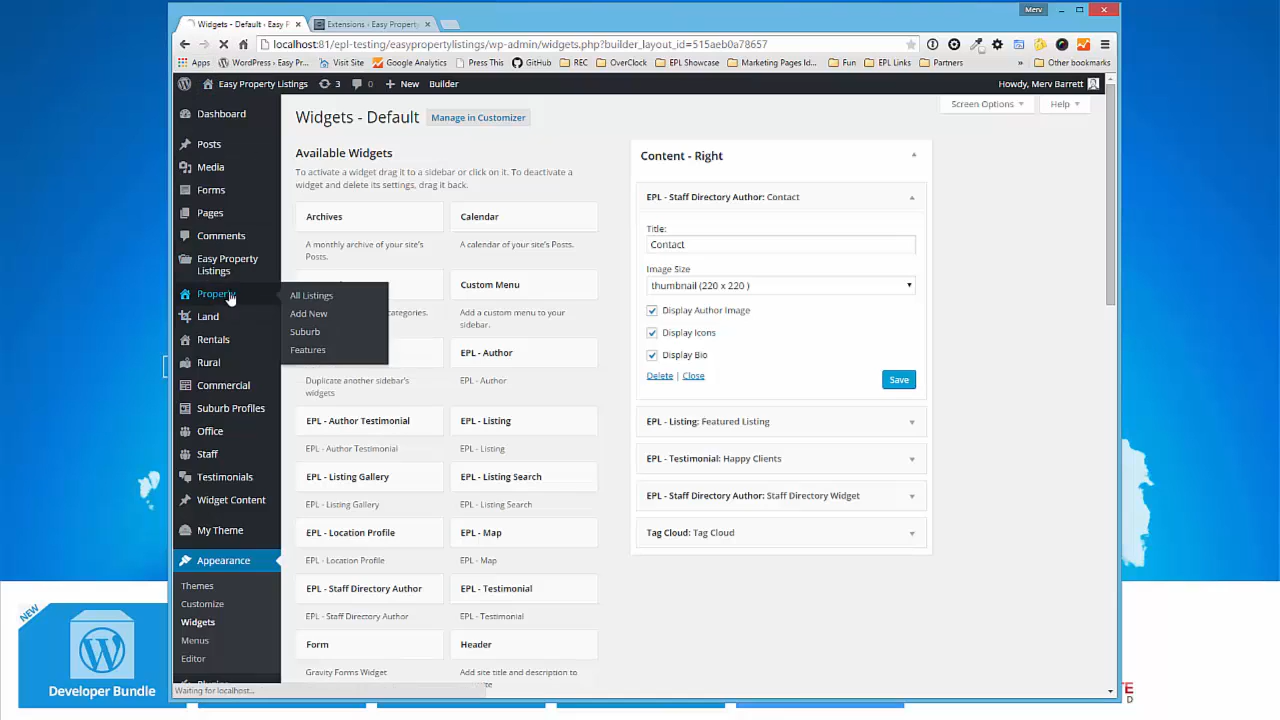 Merv
Widgets - Default ‹ Easy P
Extensions ‹ Easy Property
localhost:81/epl-testing/easypropertylistings/wp-admin/widgets.php?builder_layout_id=515aeb0a78657
Apps
WordPress › Easy Pr...
Visit Site
Google Analytics
Press This
GitHub
REC
OverClock
EPL Showcase
Marketing Pages Id...
Fun
EPL Links
Partners
»
Other bookmarks
Easy Property Listings
3
0
+ New
Builder
Howdy, Merv Barrett
Dashboard
Posts
Media
Forms
Pages
Comments
Easy Property
Listings
Property
Land
Rentals
Rural
Commercial
Suburb Profiles
Office
Staff
Testimonials
Widget Content
My Theme
Appearance
Themes
Customize
Widgets
Menus
Editor
All Listings
Add New
Suburb
Features
Screen Options
Help
Widgets - Default
Manage in Customizer
Available Widgets
To activate a widget drag it to a sidebar or click on it. To deactivate a
widget and delete its settings, drag it back.
Archives
Calendar
A monthly archive of your site's
Posts.
A calendar of your site's Posts.
Custom Menu
categories.
Add a custom menu to your
sidebar.
EPL - Author
Duplicate another sidebar's
widgets
EPL - Author
EPL - Author Testimonial
EPL - Listing
EPL - Author Testimonial
EPL - Listing
EPL - Listing Gallery
EPL - Listing Search
EPL - Listing Gallery
EPL - Listing Search
EPL - Location Profile
EPL - Map
EPL - Location Profile
EPL - Map
EPL - Staff Directory Author
EPL - Testimonial
EPL - Staff Directory Author
EPL - Testimonial
Form
Header
Gravity Forms Widget
Add site title and description to
Content - Right
EPL - Staff Directory Author: Contact
Title:
Contact
Image Size
thumbnail (220 x 220 )
Display Author Image
Display Icons
Display Bio
Delete | Close
Save
EPL - Listing: Featured Listing
EPL - Testimonial: Happy Clients
EPL - Staff Directory Author: Staff Directory Widget
Tag Cloud: Tag Cloud
Waiting for localhost...
NEW
Developer Bundle
TE
D